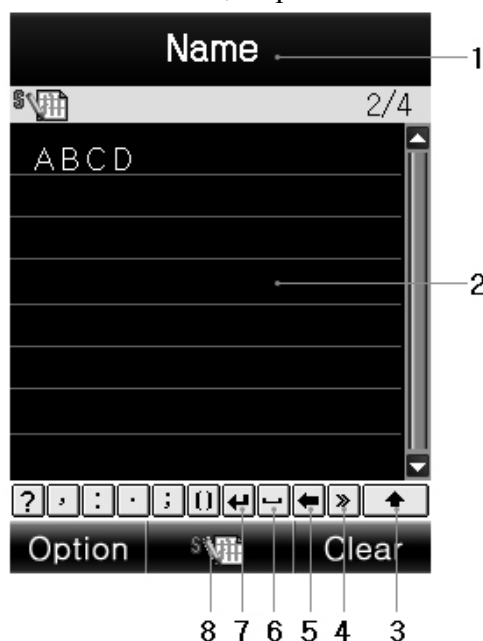 Name
1
S 2/4
ABCD
2
? , : · ; ()
Option S Clear
8 7 6 5 4 3